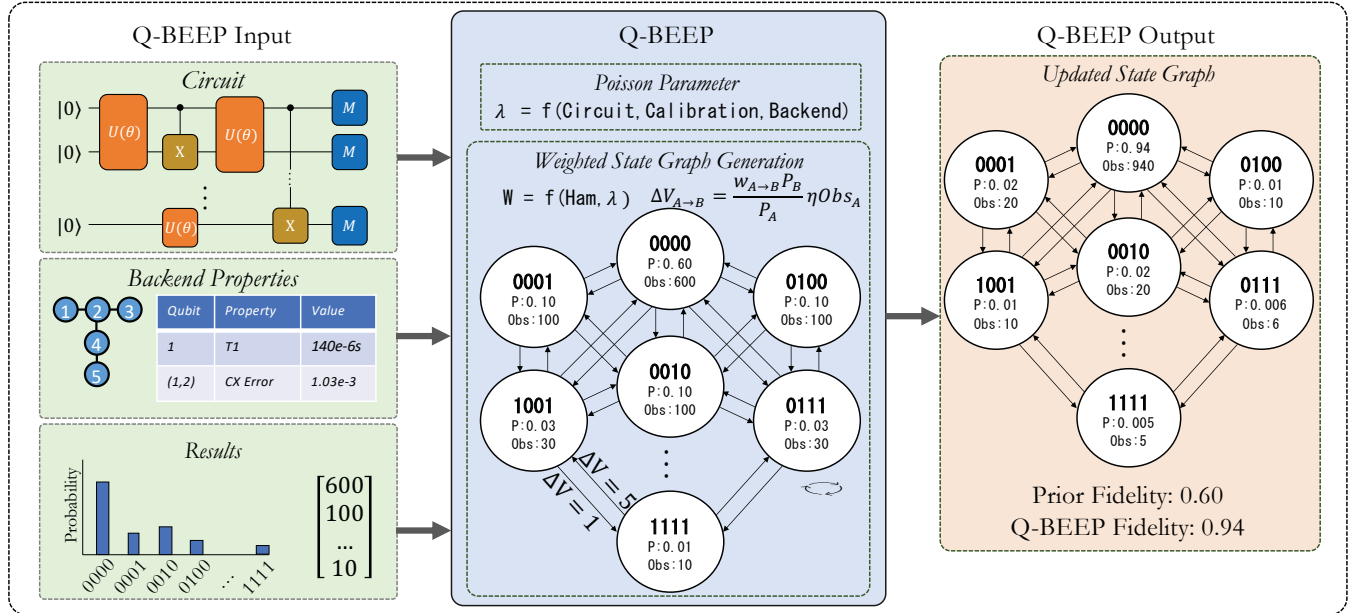 Q-BEEP Input
Circuit
|0⟩
U(θ)
X
U(θ)
M
|0⟩
M
|0⟩
U(θ)
X
M
Backend Properties
1
2
3
4
5
Qubit Property Value
1 T1 140e-6s
(1,2) CX Error 1.03e-3
Results
Probability
0000
0001
0010
0100
...
1111
[600
100
...
10]
Q-BEEP
Poisson Parameter
λ = f(Circuit,Calibration,Backend)
Weighted State Graph Generation
W = f(Ham,λ)
ΔV_{A→B} = \frac{w_{A→B}P_B}{P_A} ηObs_A
0000
P:0.60
Obs:600
0001
P:0.10
Obs:100
0100
P:0.10
Obs:100
0010
P:0.10
Obs:100
1001
P:0.03
Obs:30
0111
P:0.03
Obs:30
ΔV = 5
ΔV = 1
1111
P:0.01
Obs:10
Q-BEEP Output
Updated State Graph
0000
P:0.94
Obs:940
0001
P:0.02
Obs:20
0100
P:0.01
Obs:10
0010
P:0.02
Obs:20
1001
P:0.01
Obs:10
0111
P:0.006
Obs:6
1111
P:0.005
Obs:5
Prior Fidelity: 0.60
Q-BEEP Fidelity: 0.94